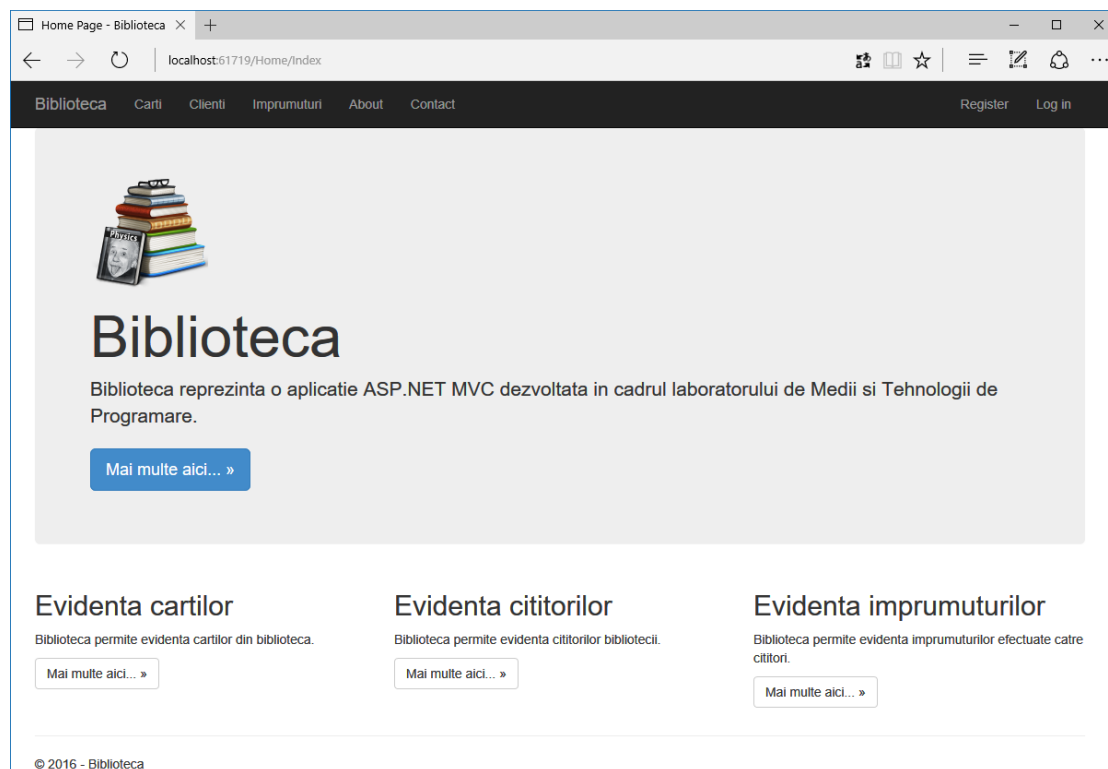 Home Page - Biblioteca
localhost:61719/Home/Index
Biblioteca Carti Clienti Imprumuturi About Contact Register Log in
Physics
Biblioteca
Biblioteca reprezinta o aplicatie ASP.NET MVC dezvoltata in cadrul laboratorului de Medii si Tehnologii de
Programare.
Mai multe aici... »
Evidenta cartilor
Biblioteca permite evidenta cartilor din biblioteca.
Mai multe aici... »
Evidenta cititorilor
Biblioteca permite evidenta cititorilor bibliotecii.
Mai multe aici... »
Evidenta imprumuturilor
Biblioteca permite evidenta imprumuturilor efectuate catre
cititori.
Mai multe aici... »
© 2016 - Biblioteca